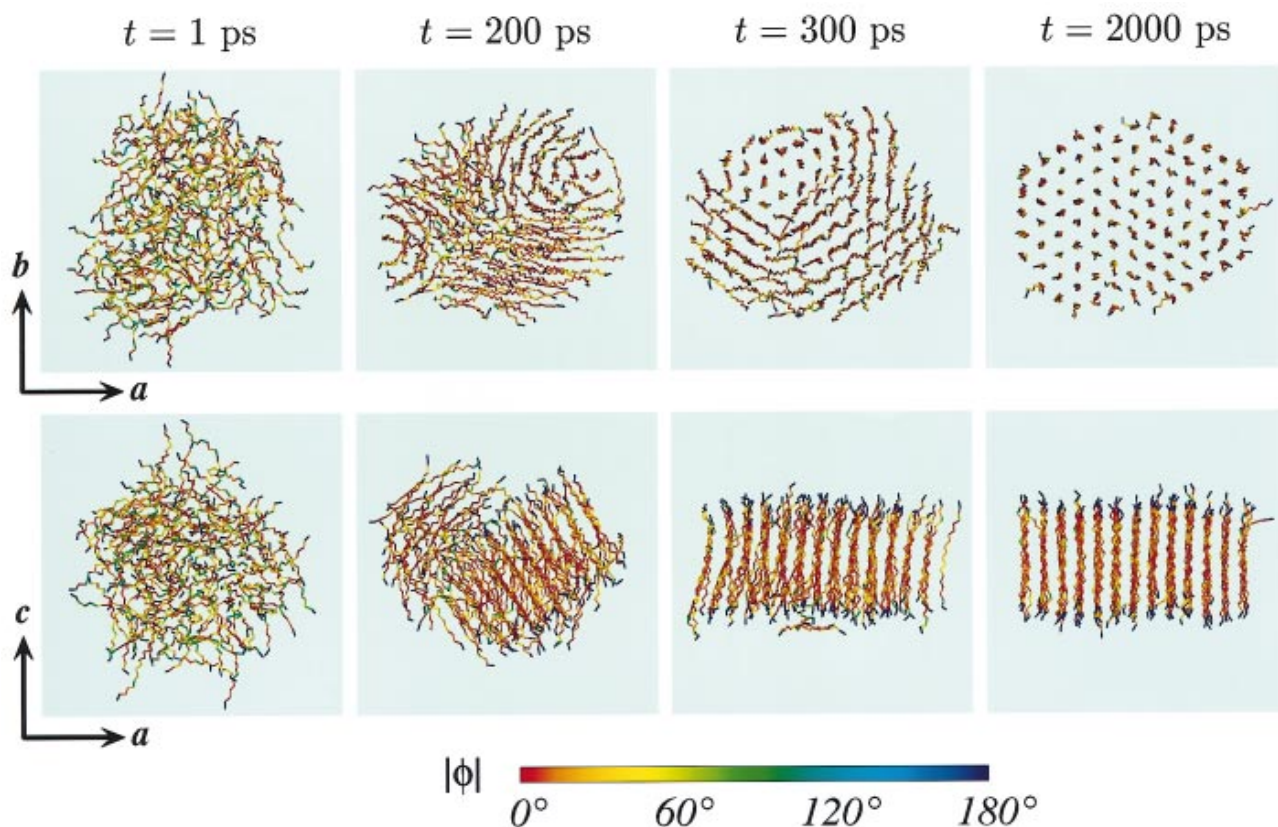 t = 1 ps t = 200 ps t = 300 ps t = 2000 ps
b
a
c
a
|ϕ|
0° 60° 120° 180°